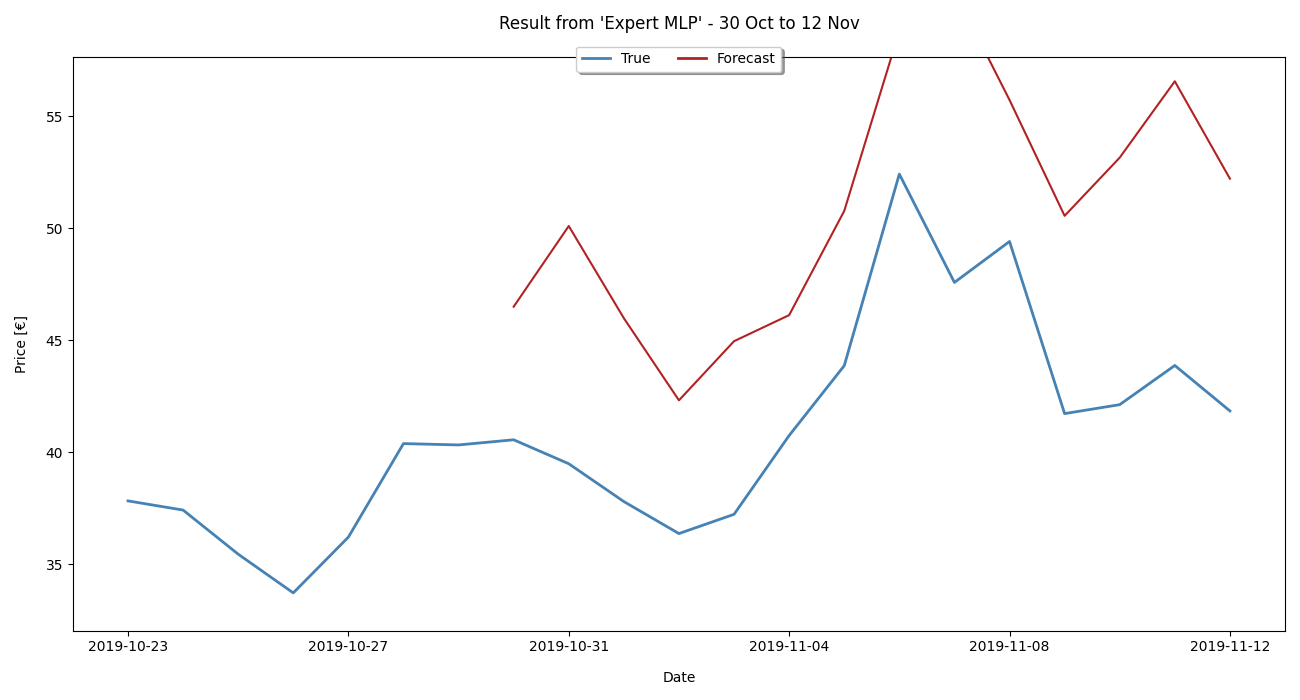 Result from 'Expert MLP' - 30 Oct to 12 Nov
True Forecast
55
50
45
40
35
Price [€]
2019-10-23 2019-10-27 2019-10-31 2019-11-04 2019-11-08 2019-11-12
Date